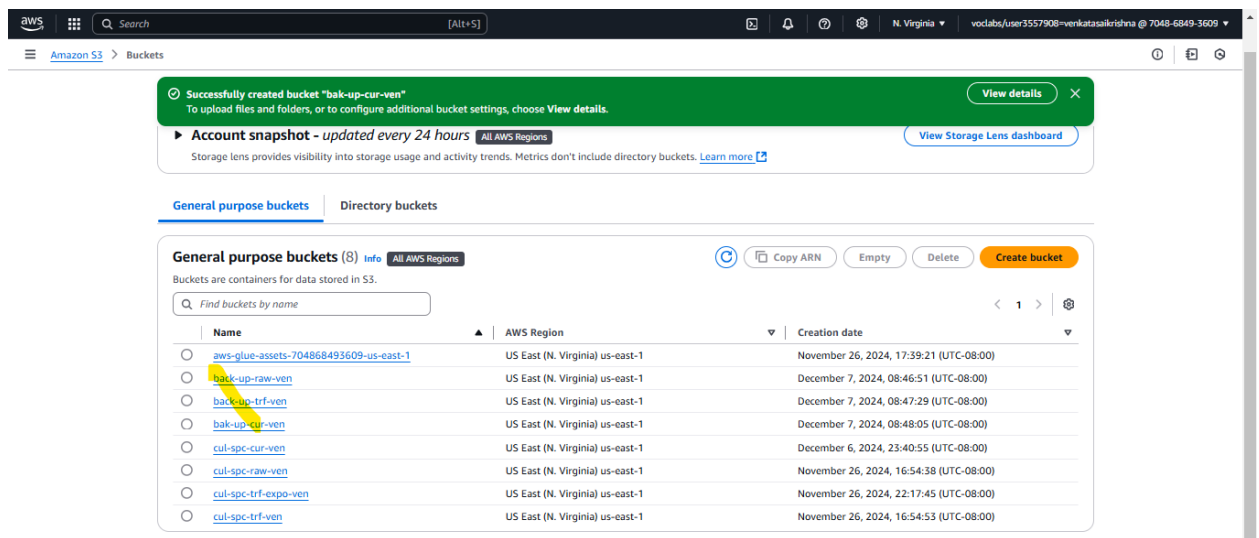 aws Search [Alt+S] N. Virginia ▼ voclabs/user3557908=venkatasaikrishna @ 7048-6849-3609 ▼
Amazon S3 > Buckets
Successfully created bucket "bak-up-cur-ven"
To upload files and folders, or to configure additional bucket settings, choose View details.
View details
Account snapshot - updated every 24 hours All AWS Regions
View Storage Lens dashboard
Storage lens provides visibility into storage usage and activity trends. Metrics don't include directory buckets. Learn more
General purpose buckets Directory buckets
General purpose buckets (8) Info All AWS Regions
Copy ARN Empty Delete Create bucket
Buckets are containers for data stored in S3.
Find buckets by name
< 1 >
Name AWS Region Creation date
aws-glue-assets-704868493609-us-east-1 US East (N. Virginia) us-east-1 November 26, 2024, 17:39:21 (UTC-08:00)
back-up-raw-ven US East (N. Virginia) us-east-1 December 7, 2024, 08:46:51 (UTC-08:00)
back-up-trf-ven US East (N. Virginia) us-east-1 December 7, 2024, 08:47:29 (UTC-08:00)
bak-up-cur-ven US East (N. Virginia) us-east-1 December 7, 2024, 08:48:05 (UTC-08:00)
cul-spc-cur-ven US East (N. Virginia) us-east-1 December 6, 2024, 23:40:55 (UTC-08:00)
cul-spc-raw-ven US East (N. Virginia) us-east-1 November 26, 2024, 16:54:38 (UTC-08:00)
cul-spc-trf-expo-ven US East (N. Virginia) us-east-1 November 26, 2024, 22:17:45 (UTC-08:00)
cul-spc-trf-ven US East (N. Virginia) us-east-1 November 26, 2024, 16:54:53 (UTC-08:00)